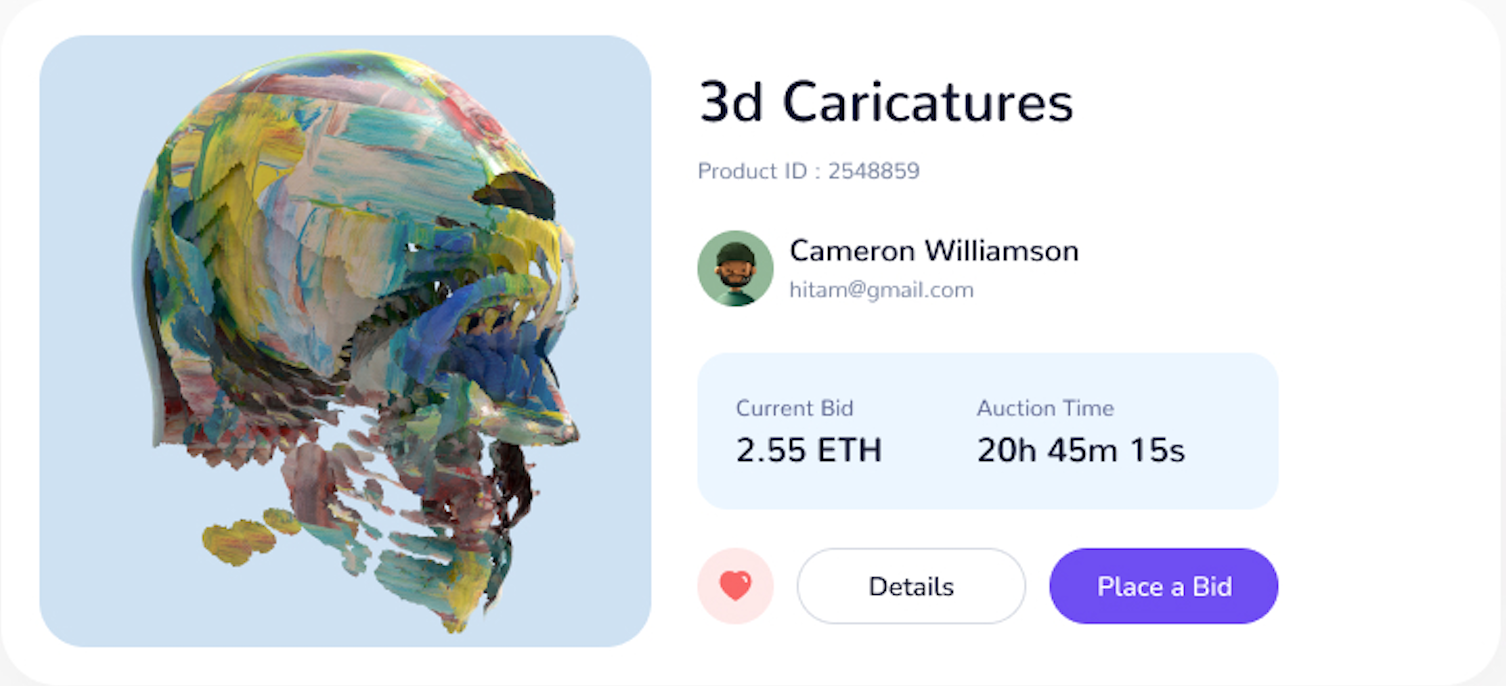 3d Caricatures
Product ID : 2548859
Cameron Williamson
hitam@gmail.com
Current Bid
Auction Time
2.55 ETH
20h 45m 15s
Details
Place a Bid